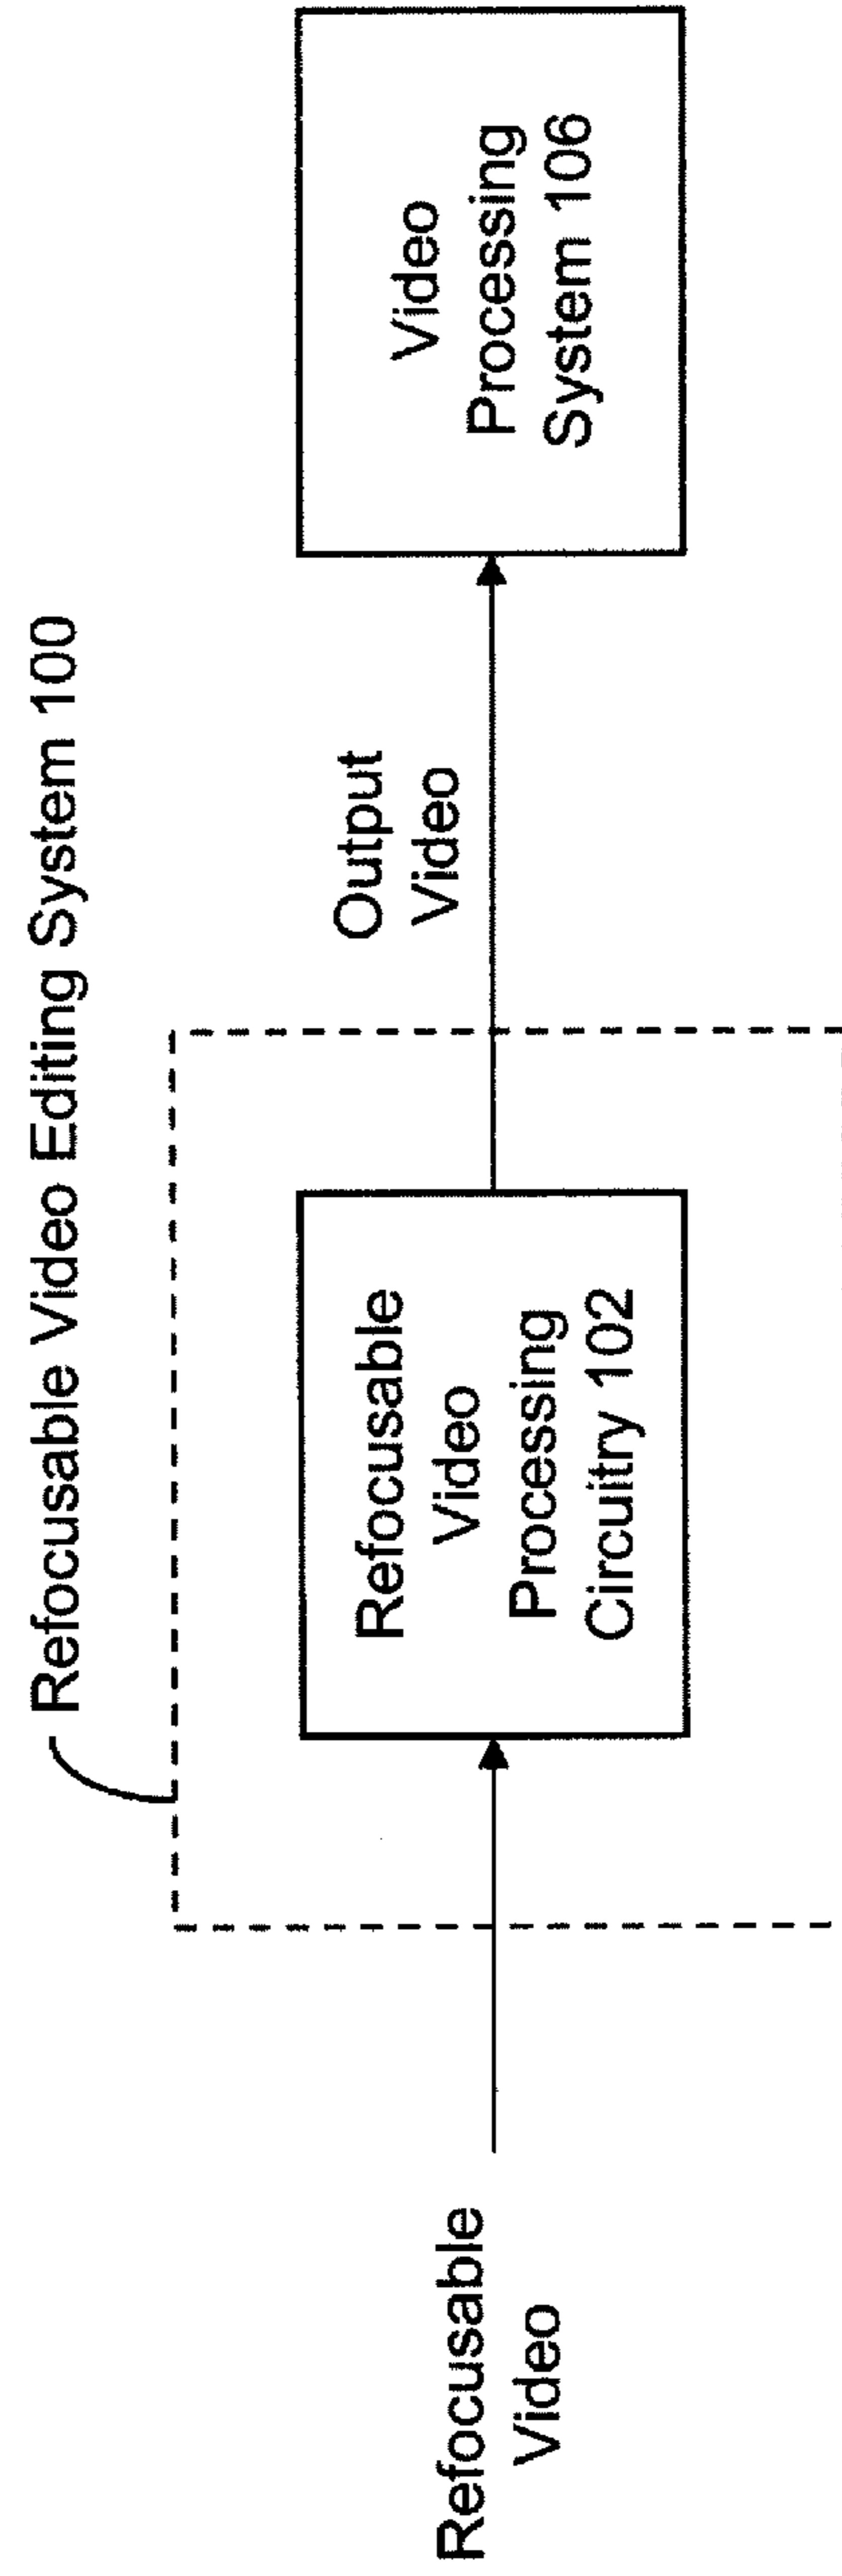 Refocusable Video Editing System 100
Refocusable
Video
Refocusable
Video
Processing
Circuitry 102
Output
Video
Video
Processing
System 106